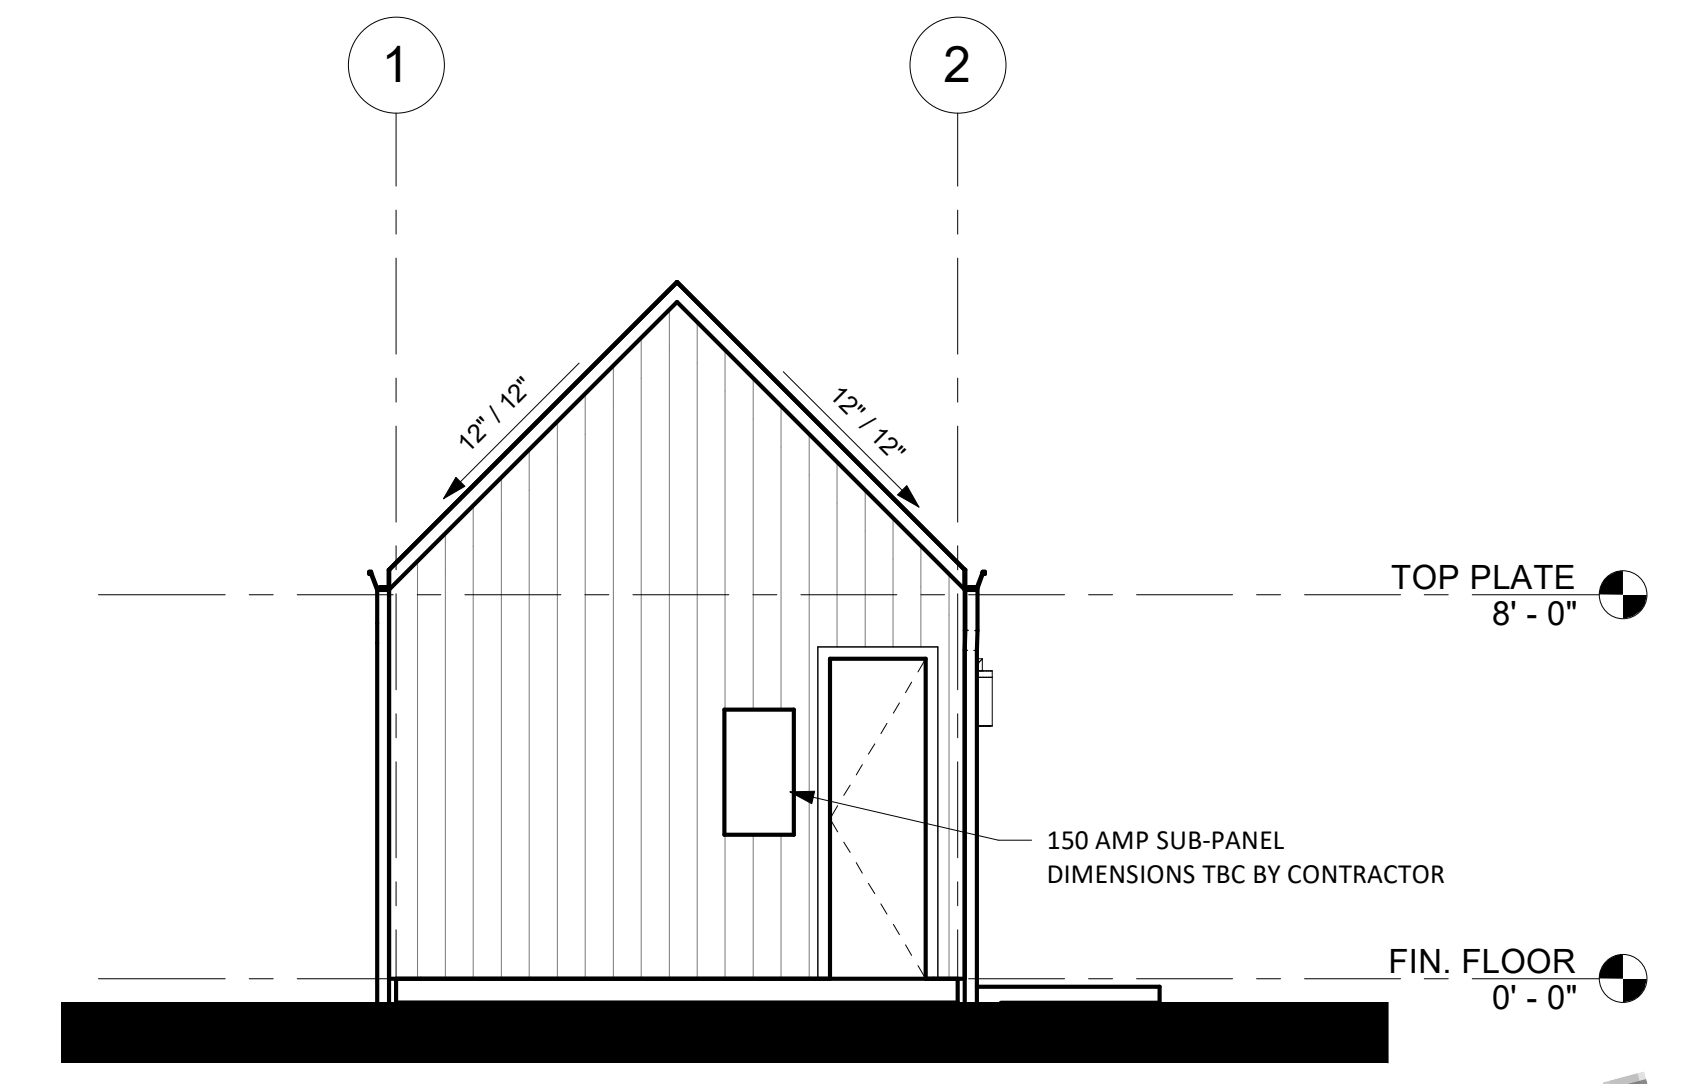 1
2
12" / 12"
12" / 12"
TOP PLATE
8' - 0"
150 AMP SUB-PANEL
DIMENSIONS TBC BY CONTRACTOR
FIN. FLOOR
0' - 0"